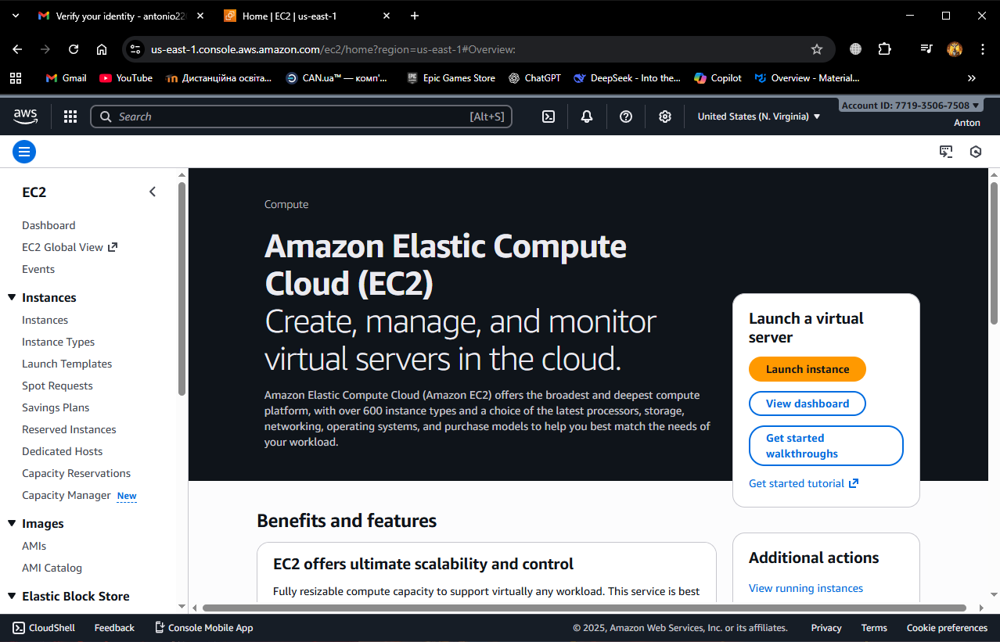 Verify your identity - antonio220
Home | EC2 | us-east-1
us-east-1.console.aws.amazon.com/ec2/home?region=us-east-1#Overview:
Gmail
YouTube
Дистанційна освіта...
CAN.ua™ — комп'...
Epic Games Store
ChatGPT
DeepSeek - Into the...
Copilot
Overview - Material...
aws
Search
[Alt+S]
United States (N. Virginia)
Account ID: 7719-3506-7508
Anton
EC2
Dashboard
EC2 Global View
Events
Instances
Instances
Instance Types
Launch Templates
Spot Requests
Savings Plans
Reserved Instances
Dedicated Hosts
Capacity Reservations
Capacity Manager New
Images
AMIs
AMI Catalog
Elastic Block Store
Compute
Amazon Elastic Compute
Cloud (EC2)
Create, manage, and monitor
virtual servers in the cloud.
Amazon Elastic Compute Cloud (Amazon EC2) offers the broadest and deepest compute
platform, with over 600 instance types and a choice of the latest processors, storage,
networking, operating systems, and purchase models to help you best match the needs of
your workload.
Launch a virtual
server
Launch instance
View dashboard
Get started
walkthroughs
Get started tutorial
Benefits and features
EC2 offers ultimate scalability and control
Fully resizable compute capacity to support virtually any workload. This service is best
Additional actions
View running instances
CloudShell
Feedback
Console Mobile App
© 2025, Amazon Web Services, Inc. or its affiliates.
Privacy
Terms
Cookie preferences